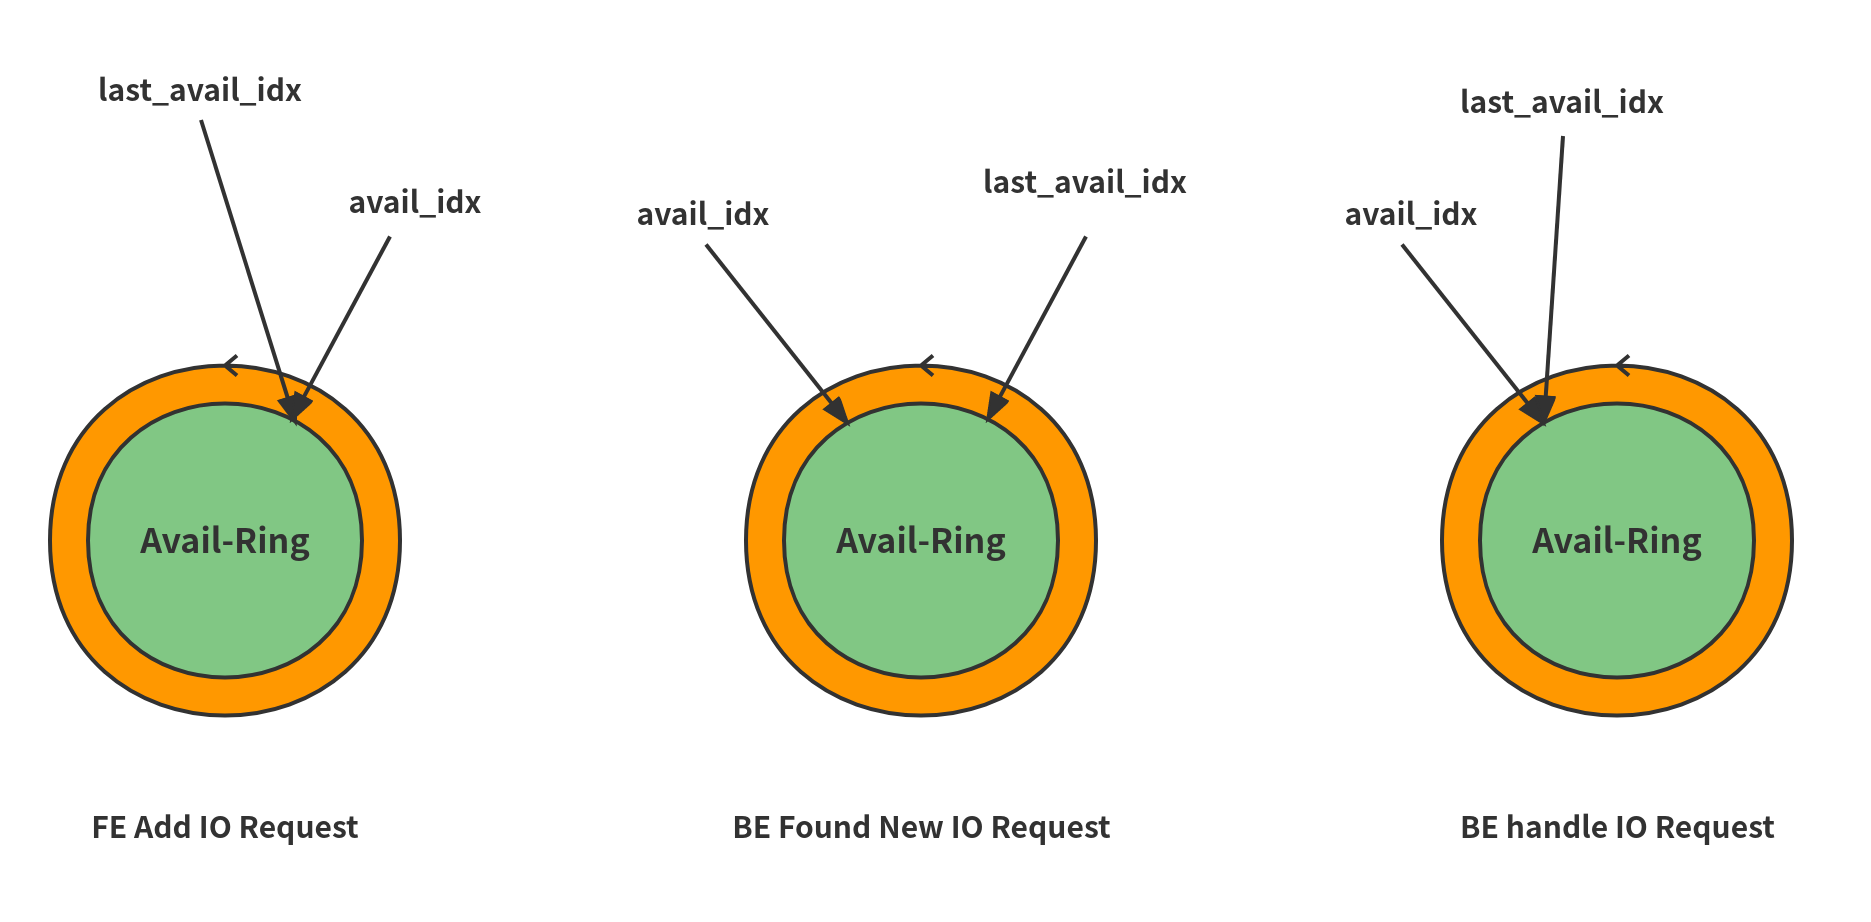 last_avail_idx
avail_idx
Avail-Ring
FE Add IO Request
avail_idx
last_avail_idx
Avail-Ring
BE Found New IO Request
last_avail_idx
avail_idx
Avail-Ring
BE handle IO Request